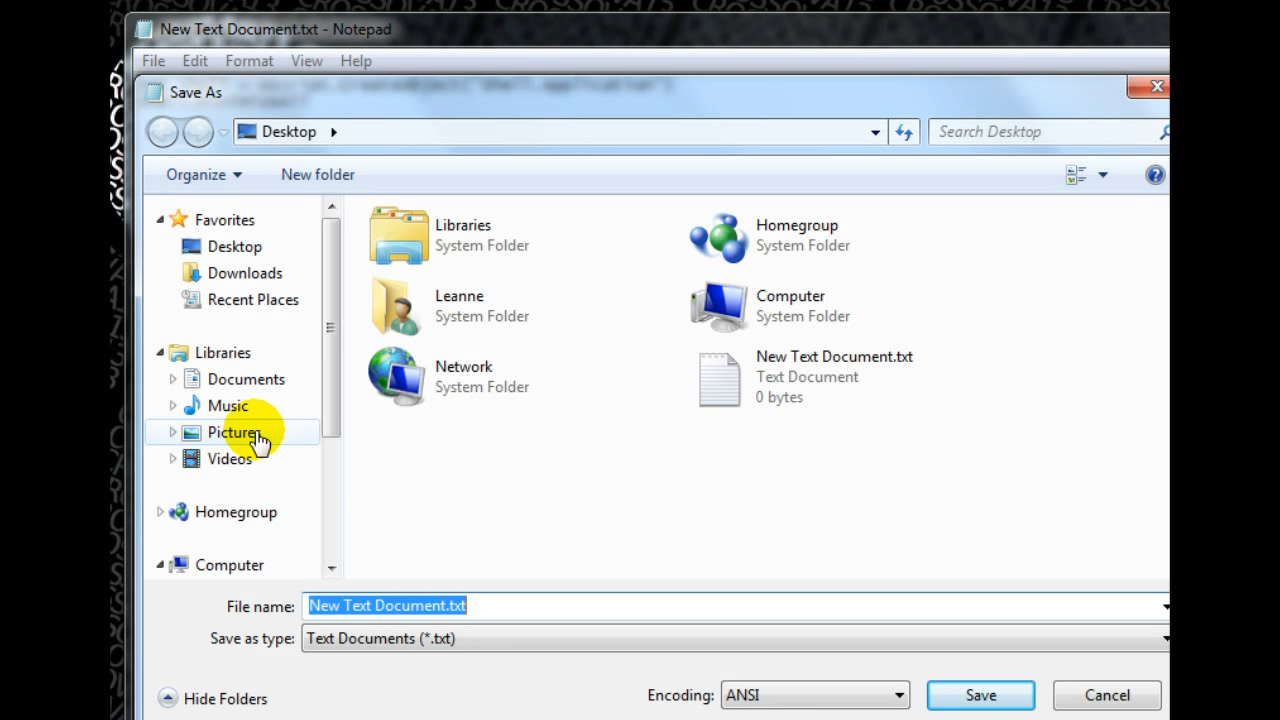 New Text Document.txt - Notepad
File Edit Format View Help
Save As
Desktop
Search Desktop
Organize New folder
Favorites
Desktop
Downloads
Recent Places
Libraries
Documents
Music
Pictures
Videos
Homegroup
Computer
Libraries
System Folder
Homegroup
System Folder
Leanne
System Folder
Computer
System Folder
Network
System Folder
New Text Document.txt
Text Document
0 bytes
File name: New Text Document.txt
Save as type: Text Documents (*.txt)
Hide Folders
Encoding: ANSI Save Cancel